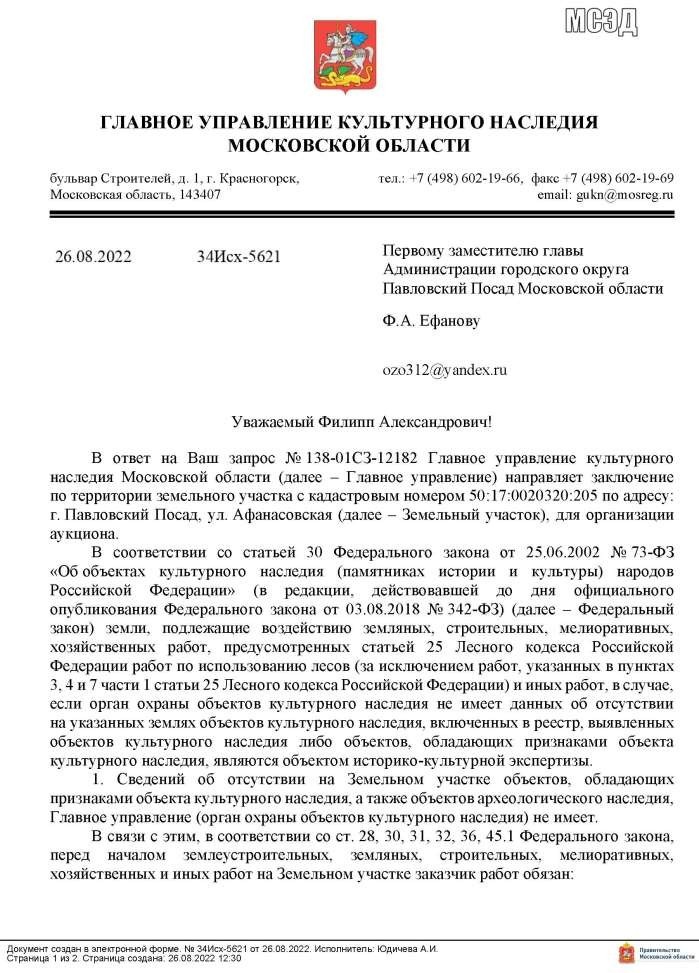 МСЭД
ГЛАВНОЕ УПРАВЛЕНИЕ КУЛЬТУРНОГО НАСЛЕДИЯ
МОСКОВСКОЙ ОБЛАСТИ
бульвар Строителей, д. 1, г. Красногорск,
Московская область, 143407
тел.: +7 (498) 602-19-66, факс +7 (498) 602-19-69
email: gukn@mosreg.ru
26.08.2022 34Исх-5621
Первому заместителю главы
Администрации городского округа
Павловский Посад Московской области
Ф.А. Ефанову
ozo312@yandex.ru
Уважаемый Филипп Александрович!
В ответ на Ваш запрос № 138-01СЗ-12182 Главное управление культурного
наследия Московской области (далее – Главное управление) направляет заключение
по территории земельного участка с кадастровым номером 50:17:0020320:205 по адресу:
г. Павловский Посад, ул. Афанасовская (далее – Земельный участок), для организации
аукциона.
В соответствии со статьей 30 Федерального закона от 25.06.2002 № 73-ФЗ
«Об объектах культурного наследия (памятниках истории и культуры) народов
Российской Федерации» (в редакции, действовавшей до дня официального
опубликования Федерального закона от 03.08.2018 № 342-ФЗ) (далее – Федеральный
закон) земли, подлежащие воздействию земляных, строительных, мелиоративных,
хозяйственных работ, предусмотренных статьей 25 Лесного кодекса Российской
Федерации работ по использованию лесов (за исключением работ, указанных в пунктах
3, 4 и 7 части 1 статьи 25 Лесного кодекса Российской Федерации) и иных работ, в случае,
если орган охраны объектов культурного наследия не имеет данных об отсутствии
на указанных землях объектов культурного наследия, включенных в реестр, выявленных
объектов культурного наследия либо объектов, обладающих признаками объекта
культурного наследия, являются объектом историко-культурной экспертизы.
1. Сведений об отсутствии на Земельном участке объектов, обладающих
признаками объекта культурного наследия, а также объектов археологического наследия,
Главное управление (орган охраны объектов культурного наследия) не имеет.
В связи с этим, в соответствии со ст. 28, 30, 31, 32, 36, 45.1 Федерального закона,
перед началом землеустроительных, земляных, строительных, мелиоративных,
хозяйственных и иных работ на Земельном участке заказчик работ обязан:
Документ создан в электронной форме. № 34Исх-5621 от 26.08.2022. Исполнитель: Юдичева А.И.
Страница 1 из 2. Страница создана: 26.08.2022 12:30
Правительство
Московской области